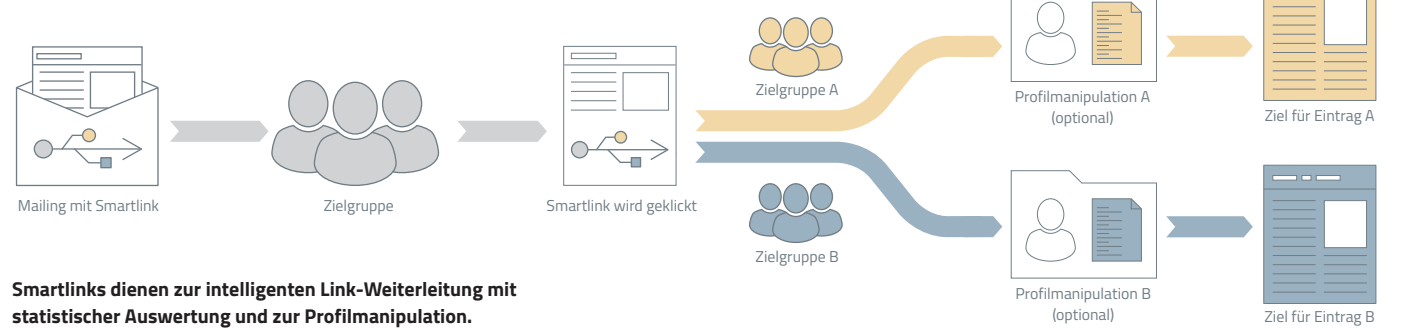 Mailing mit Smartlink
Zielgruppe
Smartlink wird geklickt
Zielgruppe A
Profilmanipulation A
(optional)
Ziel für Eintrag A
Zielgruppe B
Profilmanipulation B
(optional)
Ziel für Eintrag B
Smartlinks dienen zur intelligenten Link-Weiterleitung mit
statistischer Auswertung und zur Profilmanipulation.